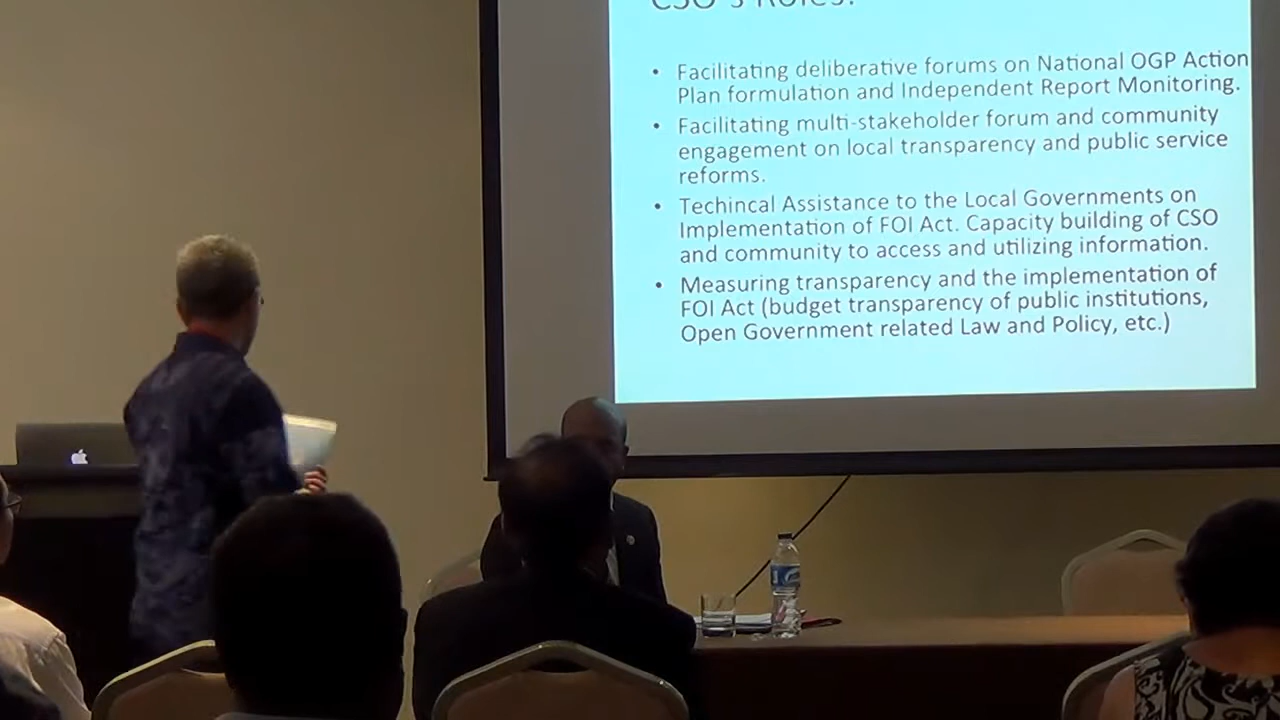 CSO's Roles:
• Facilitating deliberative forums on National OGP Action
Plan formulation and Independent Report Monitoring.
• Facilitating multi-stakeholder forum and community
engagement on local transparency and public service
reforms.
• Techincal Assistance to the Local Governments on
Implementation of FOI Act. Capacity building of CSO
and community to access and utilizing information.
• Measuring transparency and the implementation of
FOI Act (budget transparency of public institutions,
Open Government related Law and Policy, etc.)